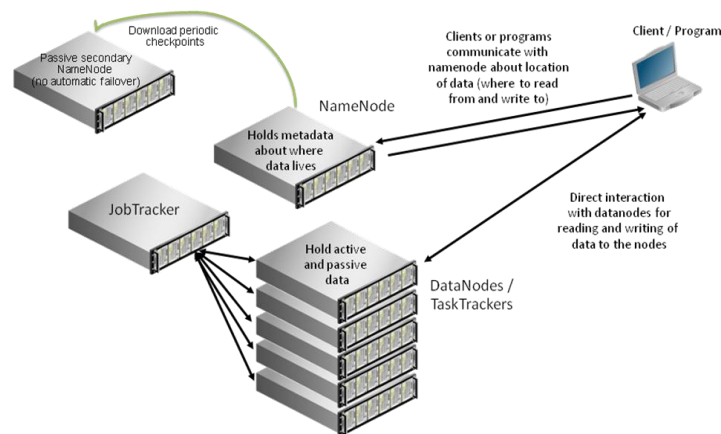 Download periodic
checkpoints
Passive secondary
NameNode
(no automatic failover)
Clients or programs
communicate with
namenode about location
of data (where to read
from and write to)
Client / Program
NameNode
Holds metadata
about where
data lives
JobTracker
Direct interaction
with datanodes for
reading and writing of
data to the nodes
Hold active
and passive
data
DataNodes /
TaskTrackers